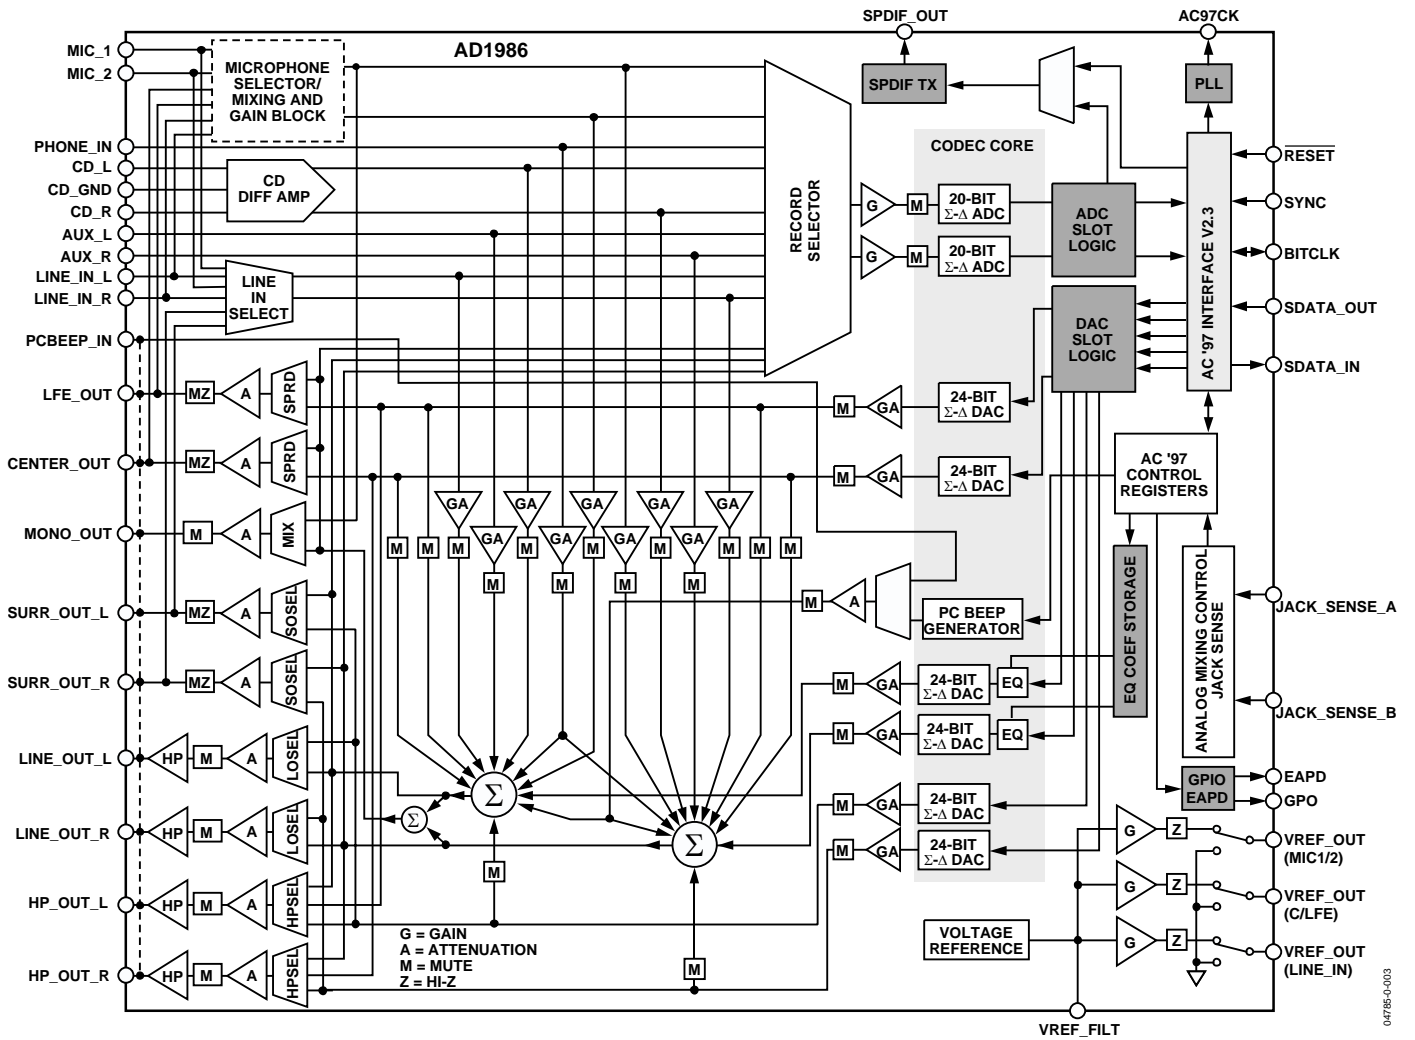 SPDIF_OUT
AC97CK
AD1986
MIC_1
MIC_2
MICROPHONE
SELECTOR/
MIXING AND
GAIN BLOCK
SPDIF TX
PLL
PHONE_IN
CODEC CORE
RESET
CD_L
CD_GND
CD
DIFF AMP
CD_R
RECORD
SELECTOR
G
M
20-BIT
Σ-Δ ADC
ADC
SLOT
LOGIC
SYNC
AUX_L
AUX_R
G
M
20-BIT
Σ-Δ ADC
AC '97 INTERFACE V2.3
BITCLK
LINE_IN_L
LINE_IN_R
LINE
IN
SELECT
DAC
SLOT
LOGIC
SDATA_OUT
PCBEEP_IN
SDATA_IN
LFE_OUT
MZ
A
SPRD
M
GA
24-BIT
Σ-Δ DAC
CENTER_OUT
MZ
A
SPRD
M
GA
24-BIT
Σ-Δ DAC
AC '97
CONTROL
REGISTERS
GA
GA
GA
GA
GA
MONO_OUT
M
A
MIX
GA
GA
GA
GA
M
M
M
M
M
M
M
M
M
M
M
M
M
EQ COEF STORAGE
ANALOG MIXING CONTROL
JACK SENSE
JACK_SENSE_A
SURR_OUT_L
MZ
A
SOSEL
M
A
PC BEEP
GENERATOR
SURR_OUT_R
MZ
A
SOSEL
M
GA
24-BIT
Σ-Δ DAC
EQ
JACK_SENSE_B
M
GA
24-BIT
Σ-Δ DAC
EQ
LINE_OUT_L
HP
M
A
LOSEL
Σ
GPIO
EAPD
EAPD
GPO
M
GA
24-BIT
Σ-Δ DAC
LINE_OUT_R
HP
M
A
LOSEL
Σ
Σ
M
GA
24-BIT
Σ-Δ DAC
G
Z
VREF_OUT
(MIC1/2)
M
HP_OUT_L
HP
M
A
HPSEL
G
Z
VREF_OUT
(C/LFE)
G = GAIN
A = ATTENUATION
M = MUTE
Z = HI-Z
VOLTAGE
REFERENCE
G
Z
VREF_OUT
(LINE_IN)
HP_OUT_R
HP
M
A
HPSEL
M
VREF_FILT
04785-0-003